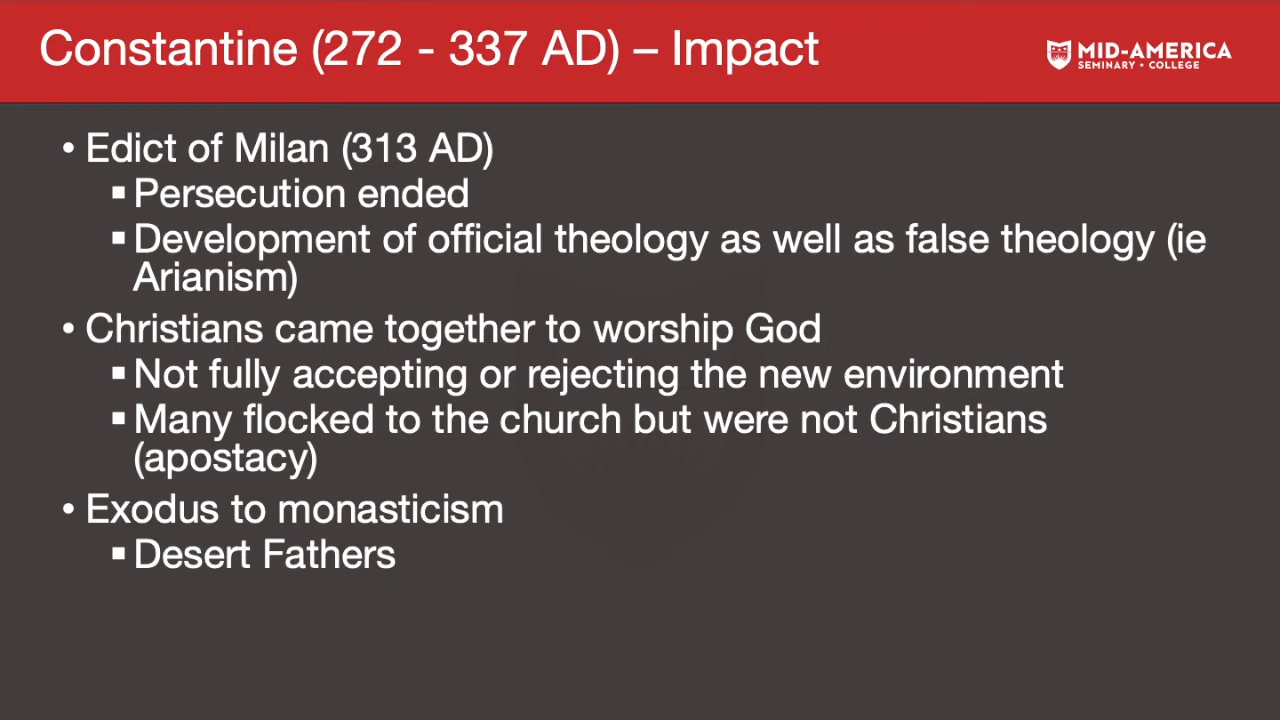 Constantine (272 - 337 AD) – Impact
MID-AMERICA
SEMINARY • COLLEGE
• Edict of Milan (313 AD)
▪ Persecution ended
▪ Development of official theology as well as false theology (ie
Arianism)
• Christians came together to worship God
▪ Not fully accepting or rejecting the new environment
▪ Many flocked to the church but were not Christians
(apostacy)
• Exodus to monasticism
▪ Desert Fathers